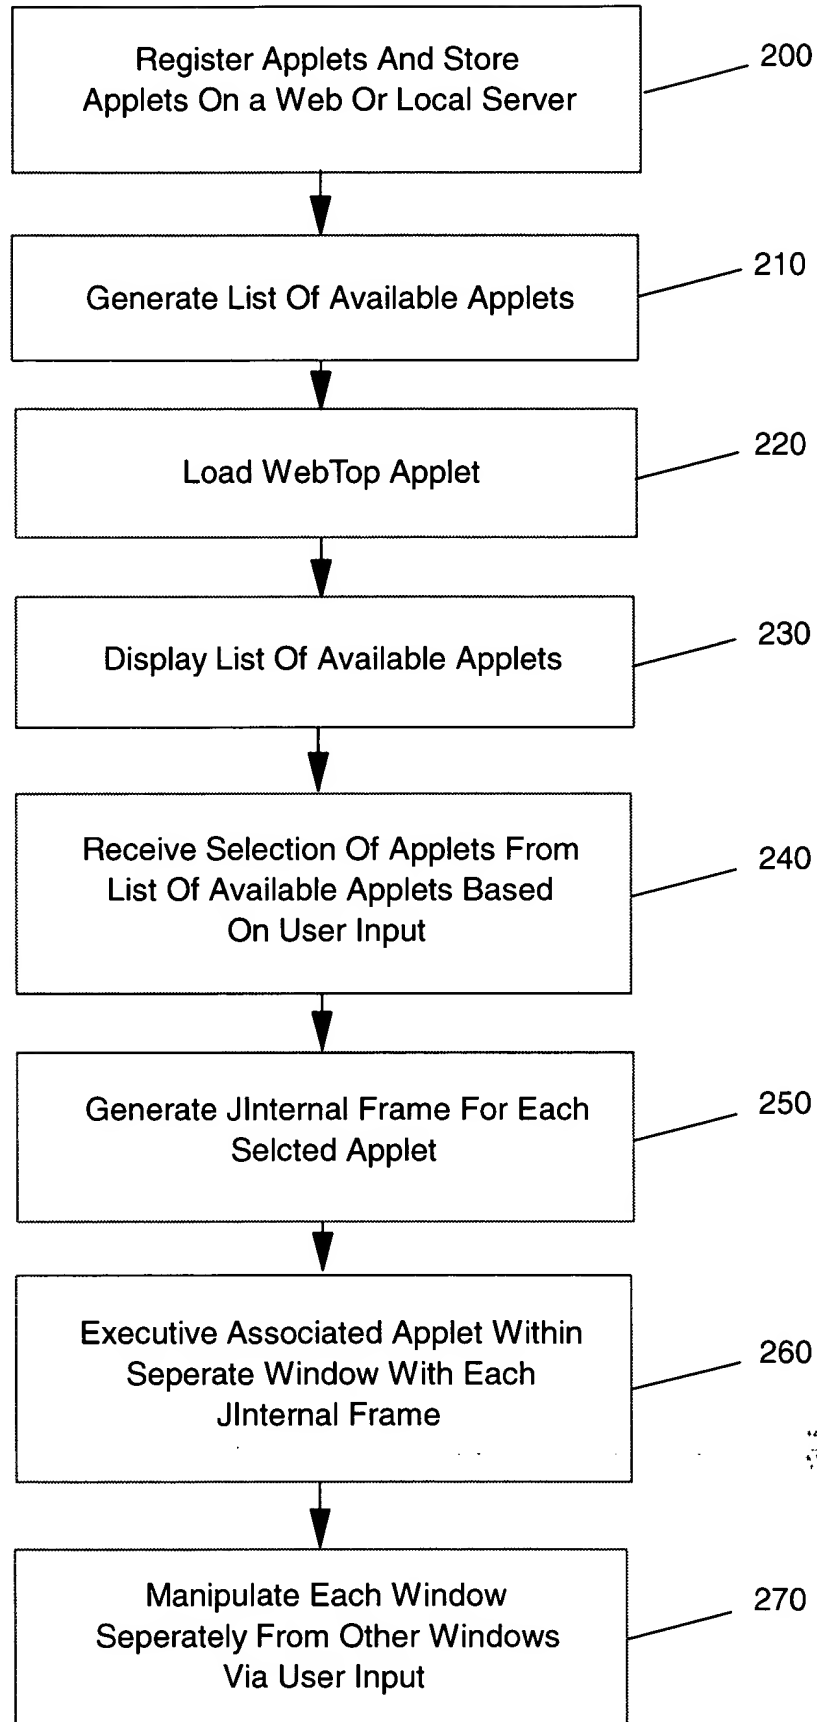 Register Applets And Store
Applets On a Web Or Local Server
200
Generate List Of Available Applets
210
Load WebTop Applet
220
Display List Of Available Applets
230
Receive Selection Of Applets From
List Of Available Applets Based
On User Input
240
Generate JInternal Frame For Each
Selcted Applet
250
Executive Associated Applet Within
Seperate Window With Each
JInternal Frame
260
Manipulate Each Window
Seperately From Other Windows
Via User Input
270